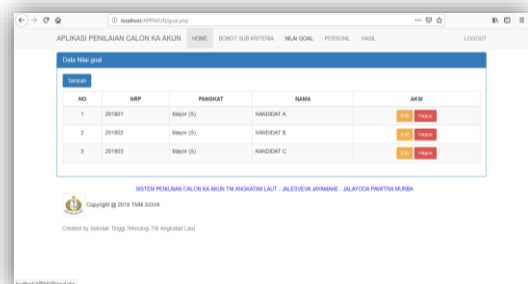 localhost/APPAKUN/goal.php
APLIKASI PENILAIAN CALON KA AKUN HOME BOBOT SUB KRITERIA NILAI GOAL PERSONIL HASIL LOGOUT
Data Nilai goal
Tambah
NO NRP PANGKAT NAMA AKSI
1 201801 Mayor (S) KANDIDAT A Edit Hapus
2 201802 Mayor (S) KANDIDAT B Edit Hapus
3 201803 Mayor (S) KANDIDAT C Edit Hapus
SISTEM PENILAIAN CALON KA AKUN TNI ANGKATAN LAUT - JALESVEVA JAYAMAHE - JALAYODA PAMITRA MURBA
Copyright @ 2018 TMNI XXXVII
Created by Sekolah Tinggi Teknologi TNI Angkatan Laut